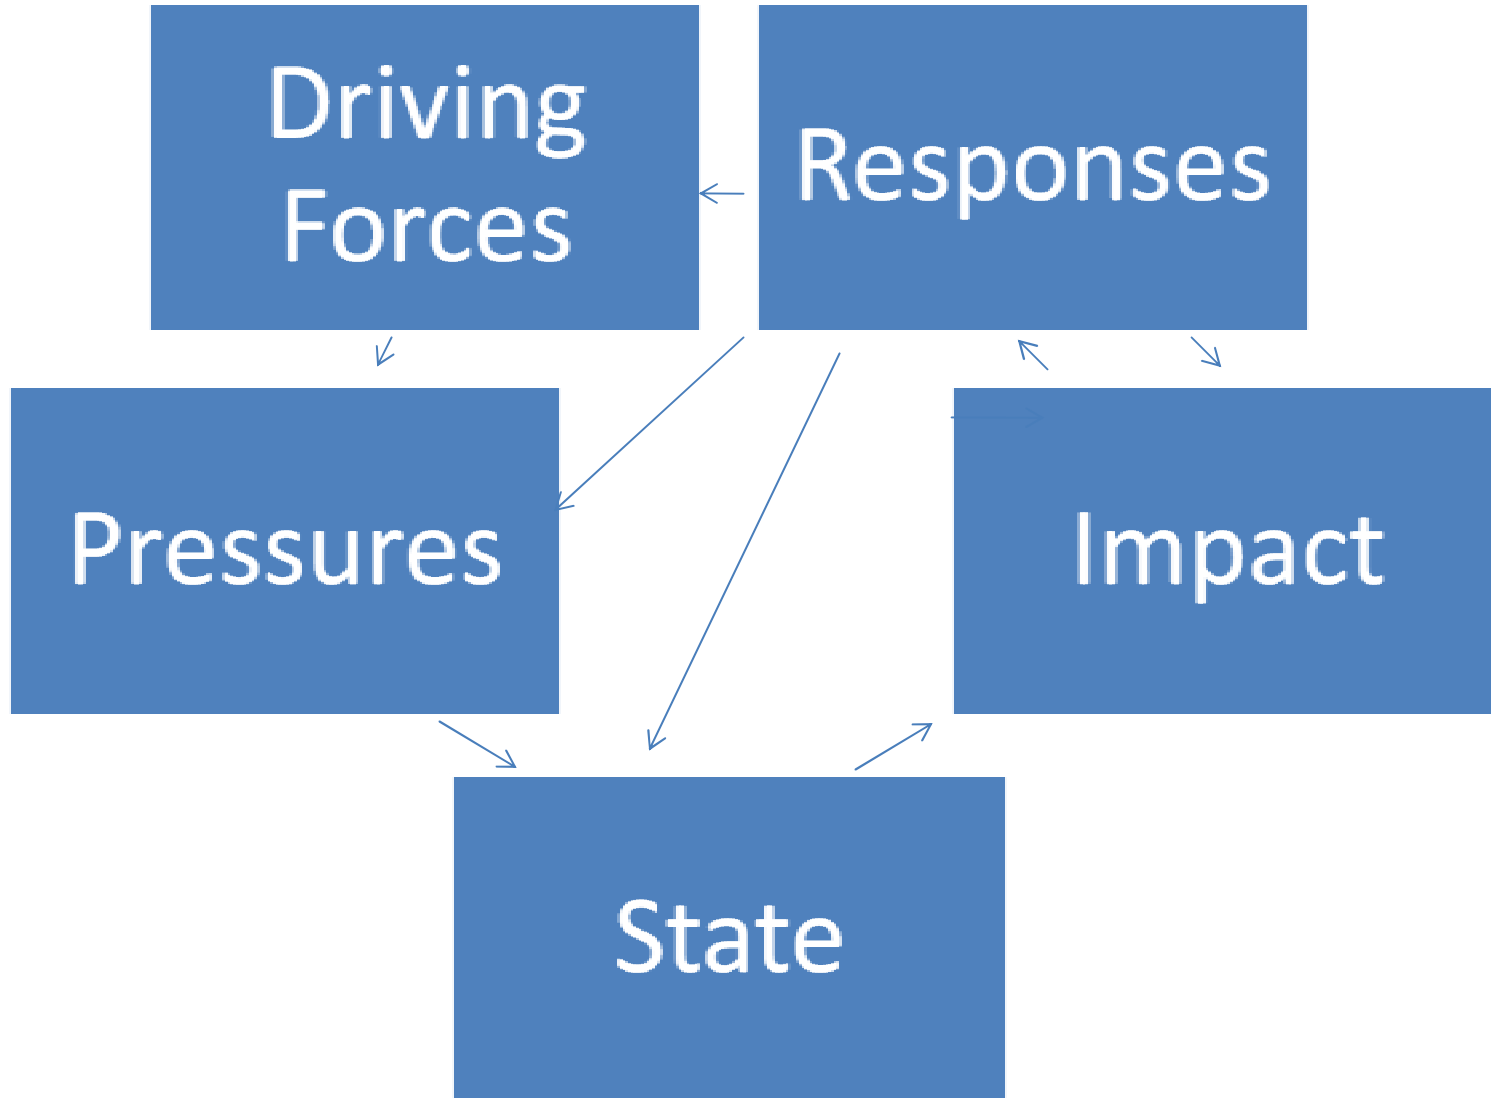 Driving
Forces
Responses
Pressures
Impact
State